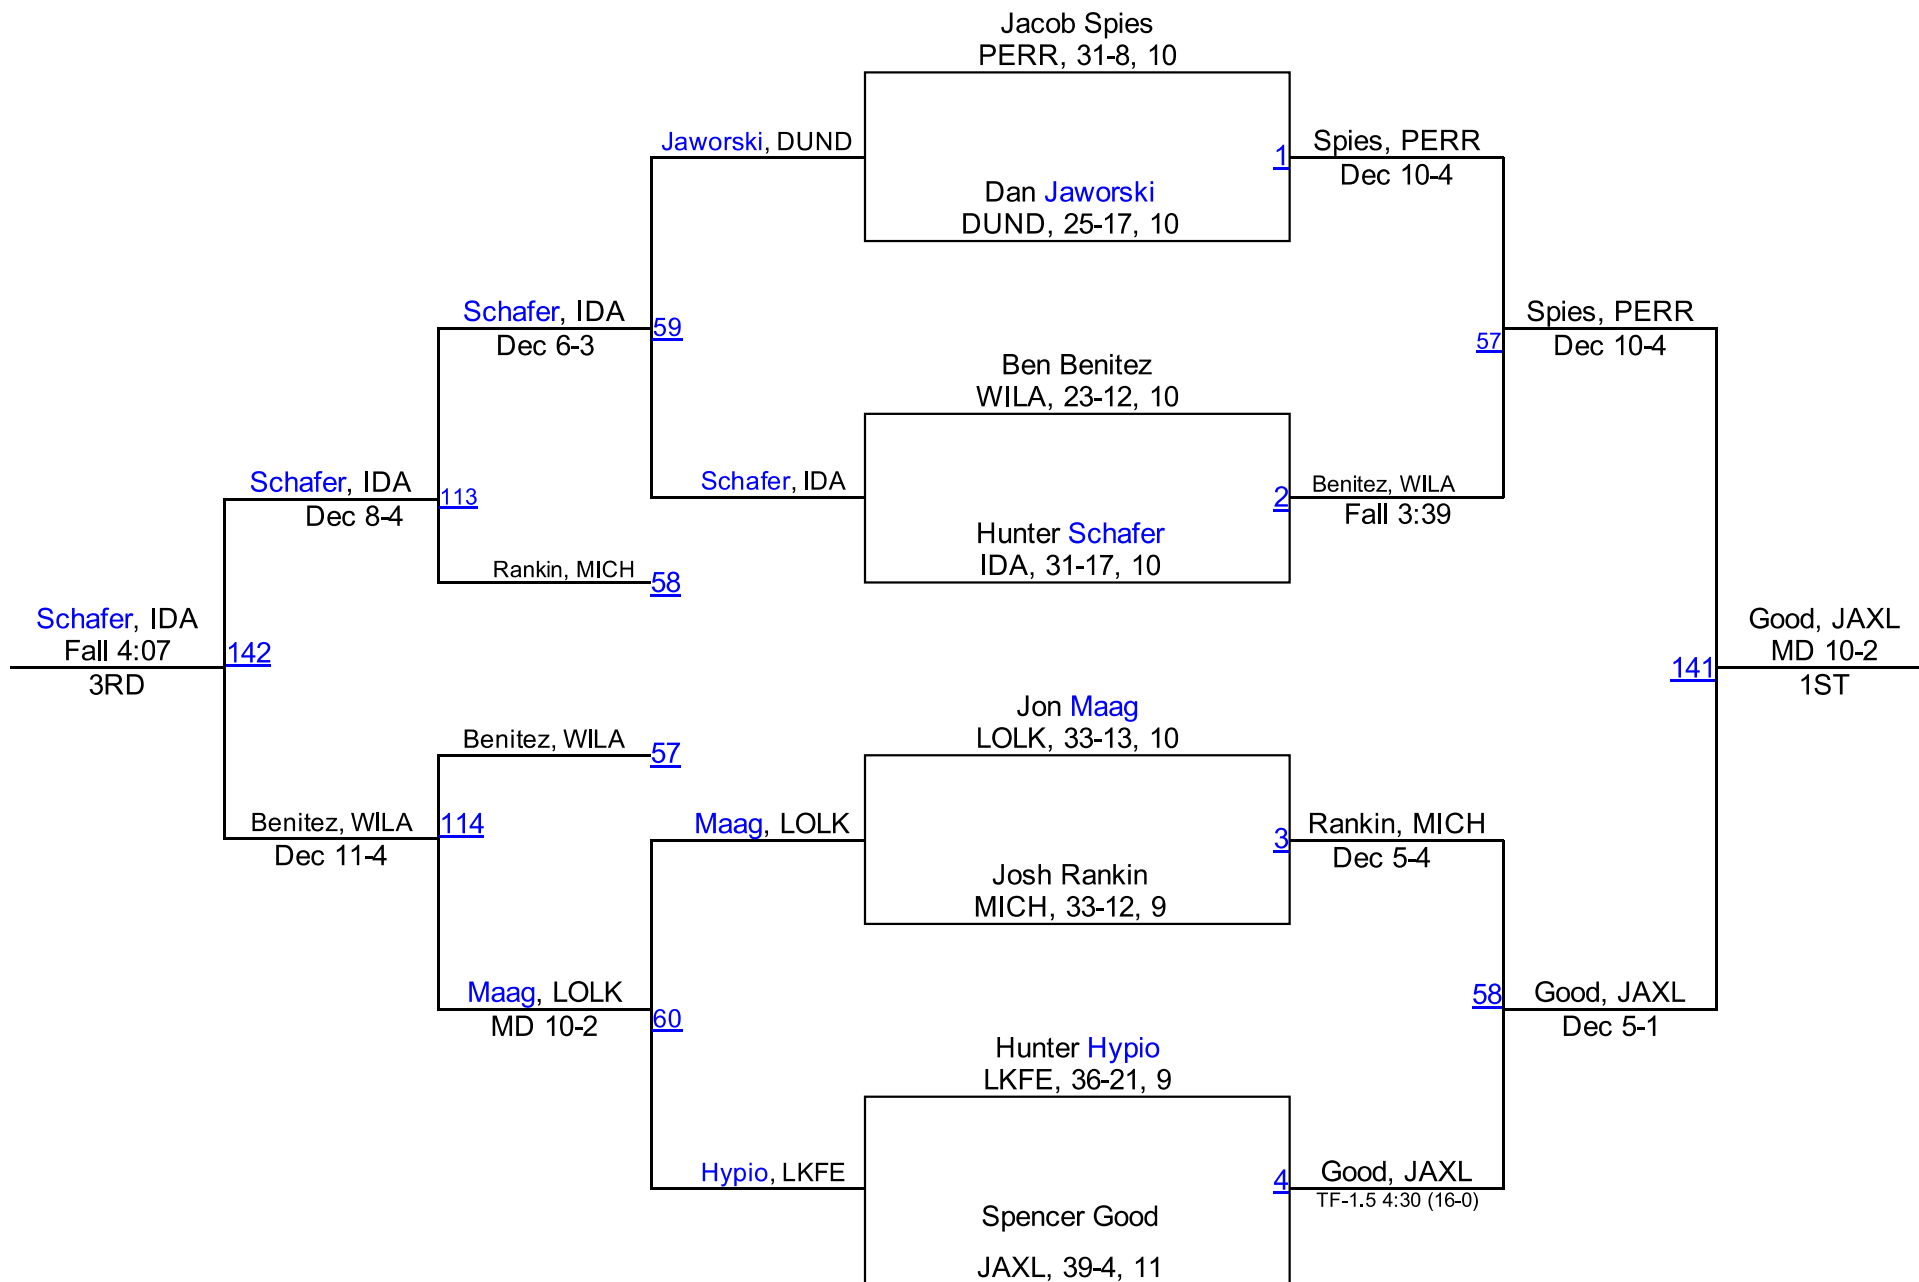 Jacob Spies
PERR, 31-8, 10
Jaworski, DUND
1
Spies, PERR
Dec 10-4
Dan Jaworski
DUND, 25-17, 10
Schafer, IDA
Dec 6-3
59
57
Spies, PERR
Dec 10-4
Ben Benitez
WILA, 23-12, 10
Schafer, IDA
Dec 8-4
113
Schafer, IDA
2
Benitez, WILA
Fall 3:39
Hunter Schafer
IDA, 31-17, 10
Rankin, MICH
58
Schafer, IDA
Fall 4:07
3RD
142
141
Good, JAXL
MD 10-2
1ST
Jon Maag
LOLK, 33-13, 10
Benitez, WILA
57
Benitez, WILA
Dec 11-4
114
Maag, LOLK
3
Rankin, MICH
Dec 5-4
Josh Rankin
MICH, 33-12, 9
Maag, LOLK
MD 10-2
60
58
Good, JAXL
Dec 5-1
Hunter Hypio
LKFE, 36-21, 9
Hypio, LKFE
4
Good, JAXL
TF-1.5 4:30 (16-0)
Spencer Good
JAXL, 39-4, 11